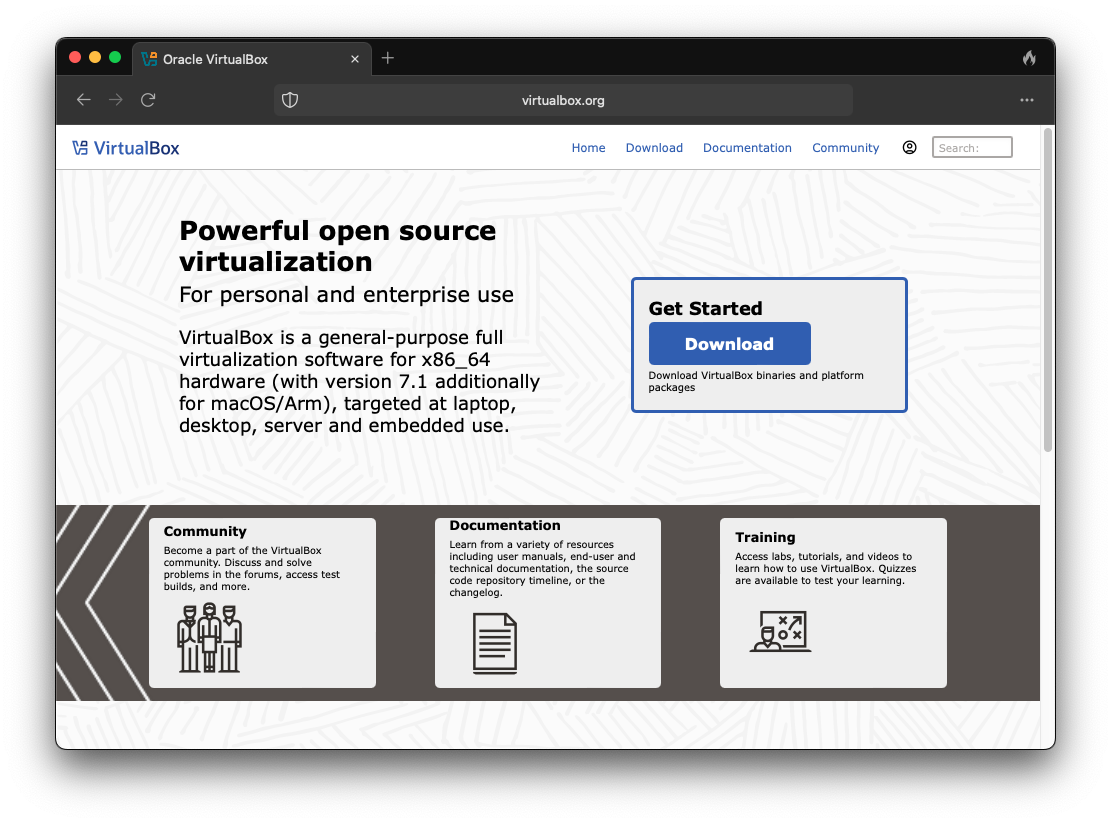 Oracle VirtualBox
virtualbox.org
VirtualBox
Home
Download
Documentation
Community
Search:
Powerful open source
virtualization
For personal and enterprise use
VirtualBox is a general-purpose full
virtualization software for x86_64
hardware (with version 7.1 additionally
for macOS/Arm), targeted at laptop,
desktop, server and embedded use.
Get Started
Download
Download VirtualBox binaries and platform
packages
Community
Become a part of the VirtualBox
community. Discuss and solve
problems in the forums, access test
builds, and more.
Documentation
Learn from a variety of resources
including user manuals, end-user and
technical documentation, the source
code repository timeline, or the
changelog.
Training
Access labs, tutorials, and videos to
learn how to use VirtualBox. Quizzes
are available to test your learning.